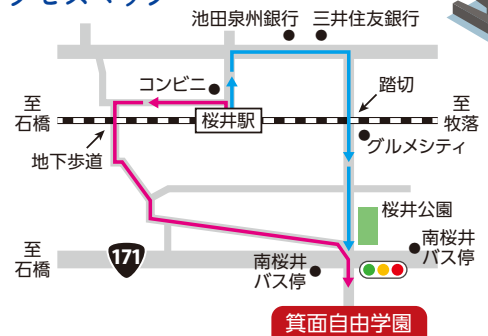 クセスマップ
池田泉州銀行
三井住友銀行
コンビニ
踏切
至
石橋
桜井駅
至
牧落
地下歩道
グルメシティ
桜井公園
至
石橋
171
南桜井
バス停
南桜井
バス停
箕面自由学園